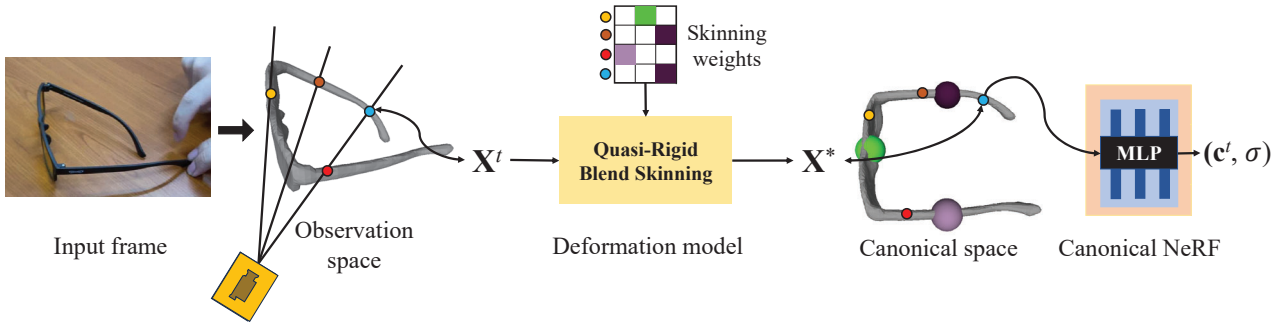 Skinning
weights
Quasi-Rigid
Blend Skinning
X^t
X^*
MLP
(c^t, σ)
Input frame
Observation
space
Deformation model
Canonical space
Canonical NeRF